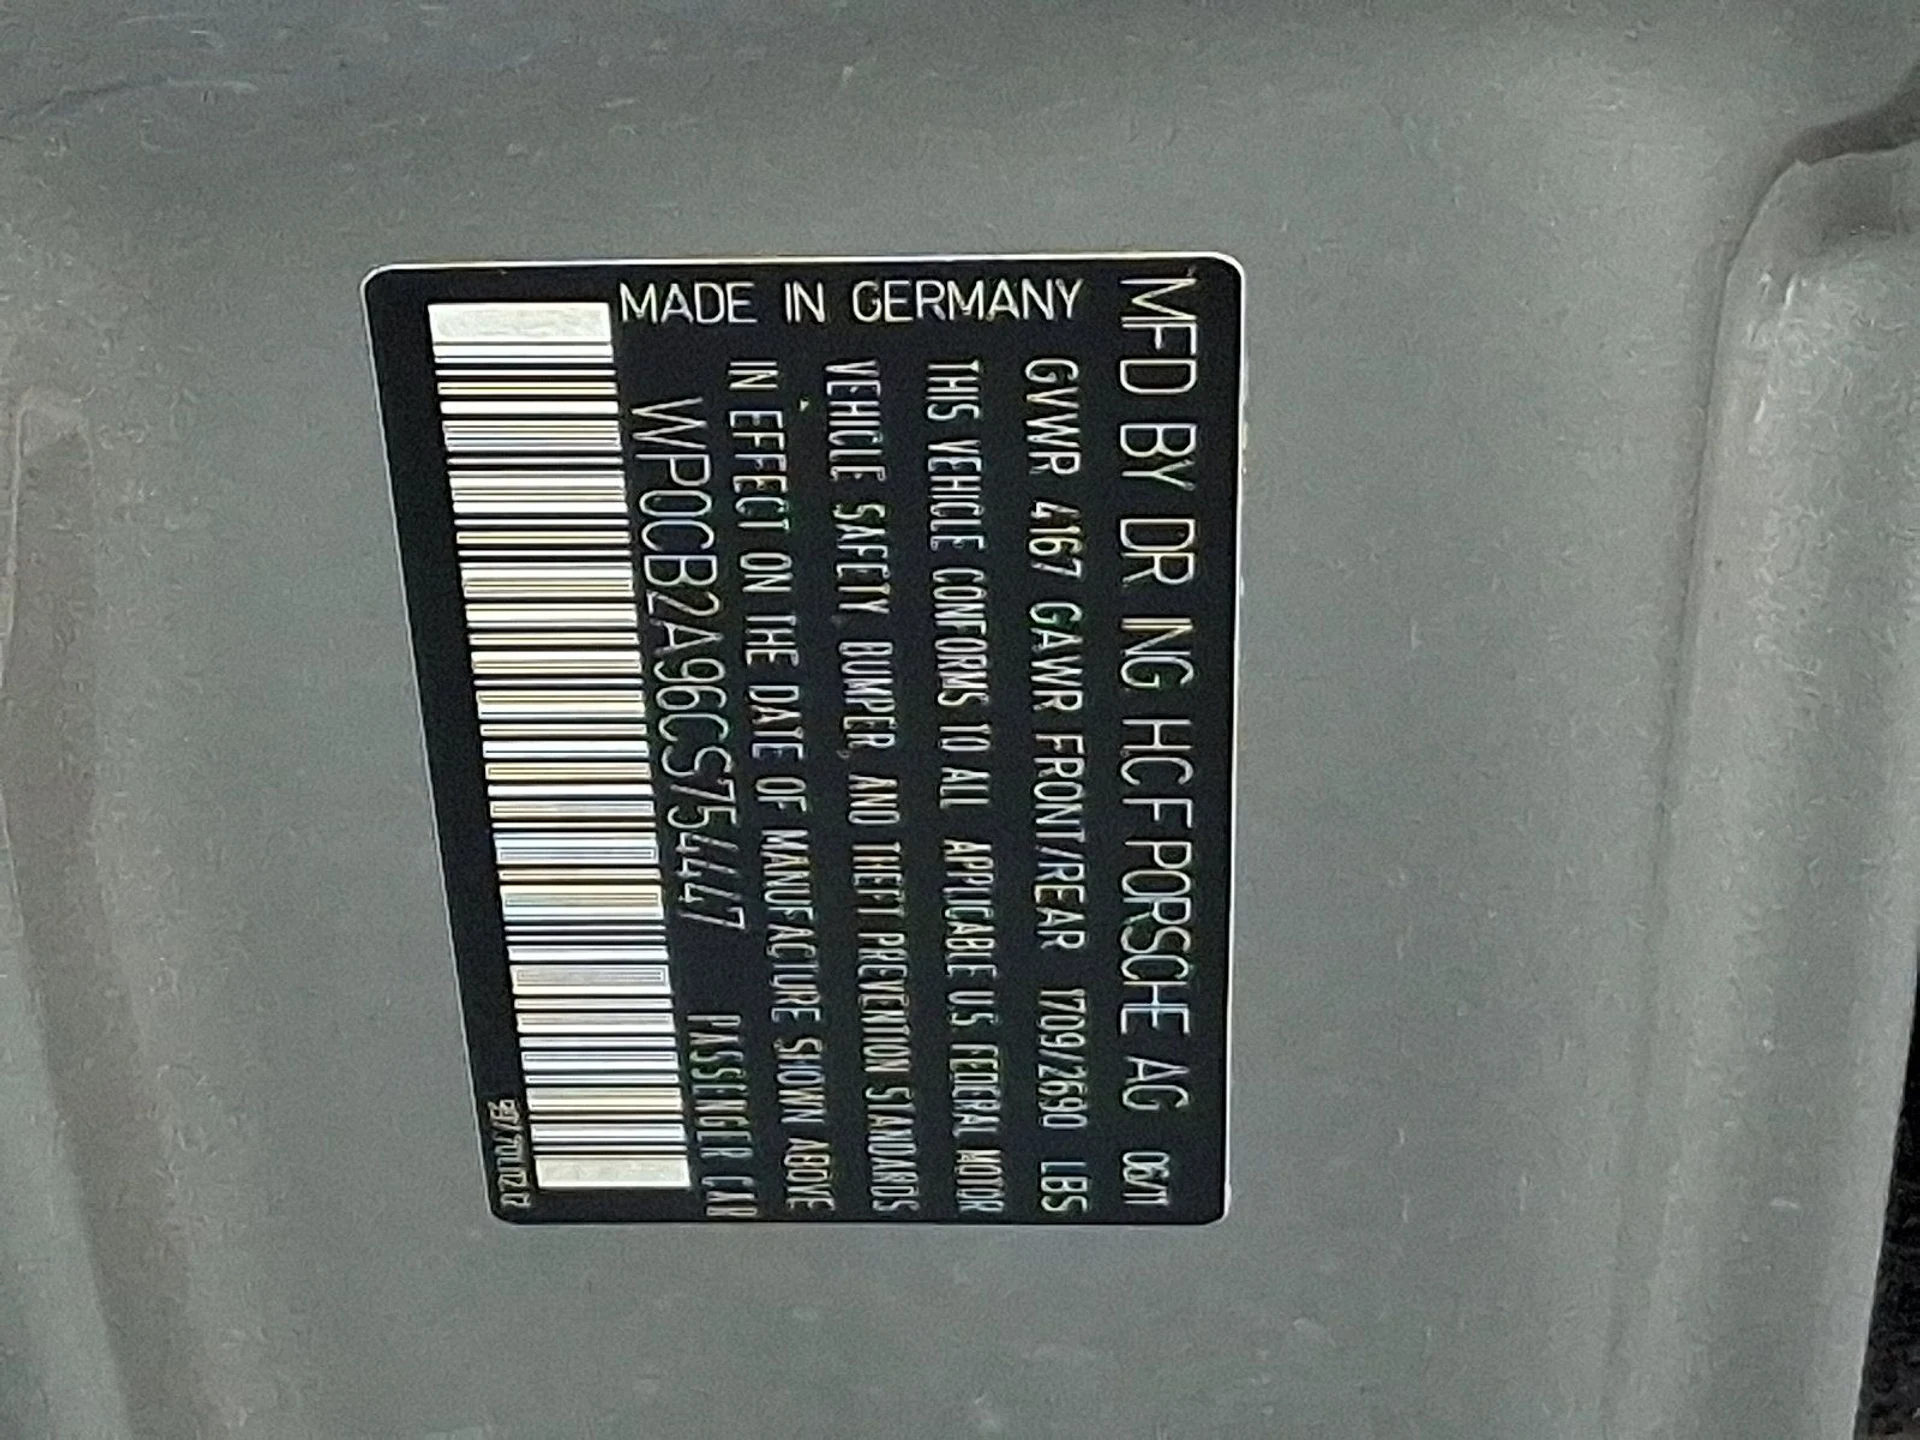 MFD BY DR ING HCF PORSCHE AG 06/11
GVWR 4167 GAWR FRONT/REAR 1709/2690 LBS
THIS VEHICLE CONFORMS TO ALL APPLICABLE US FEDERAL MOTOR
VEHICLE SAFETY, BUMPER, AND THEFT PREVENTION STANDARDS
IN EFFECT ON THE DATE OF MANUFACTURE SHOWN ABOVE
WP0CB2A96CS754447 PASSENGER CAR
MADE IN GERMANY